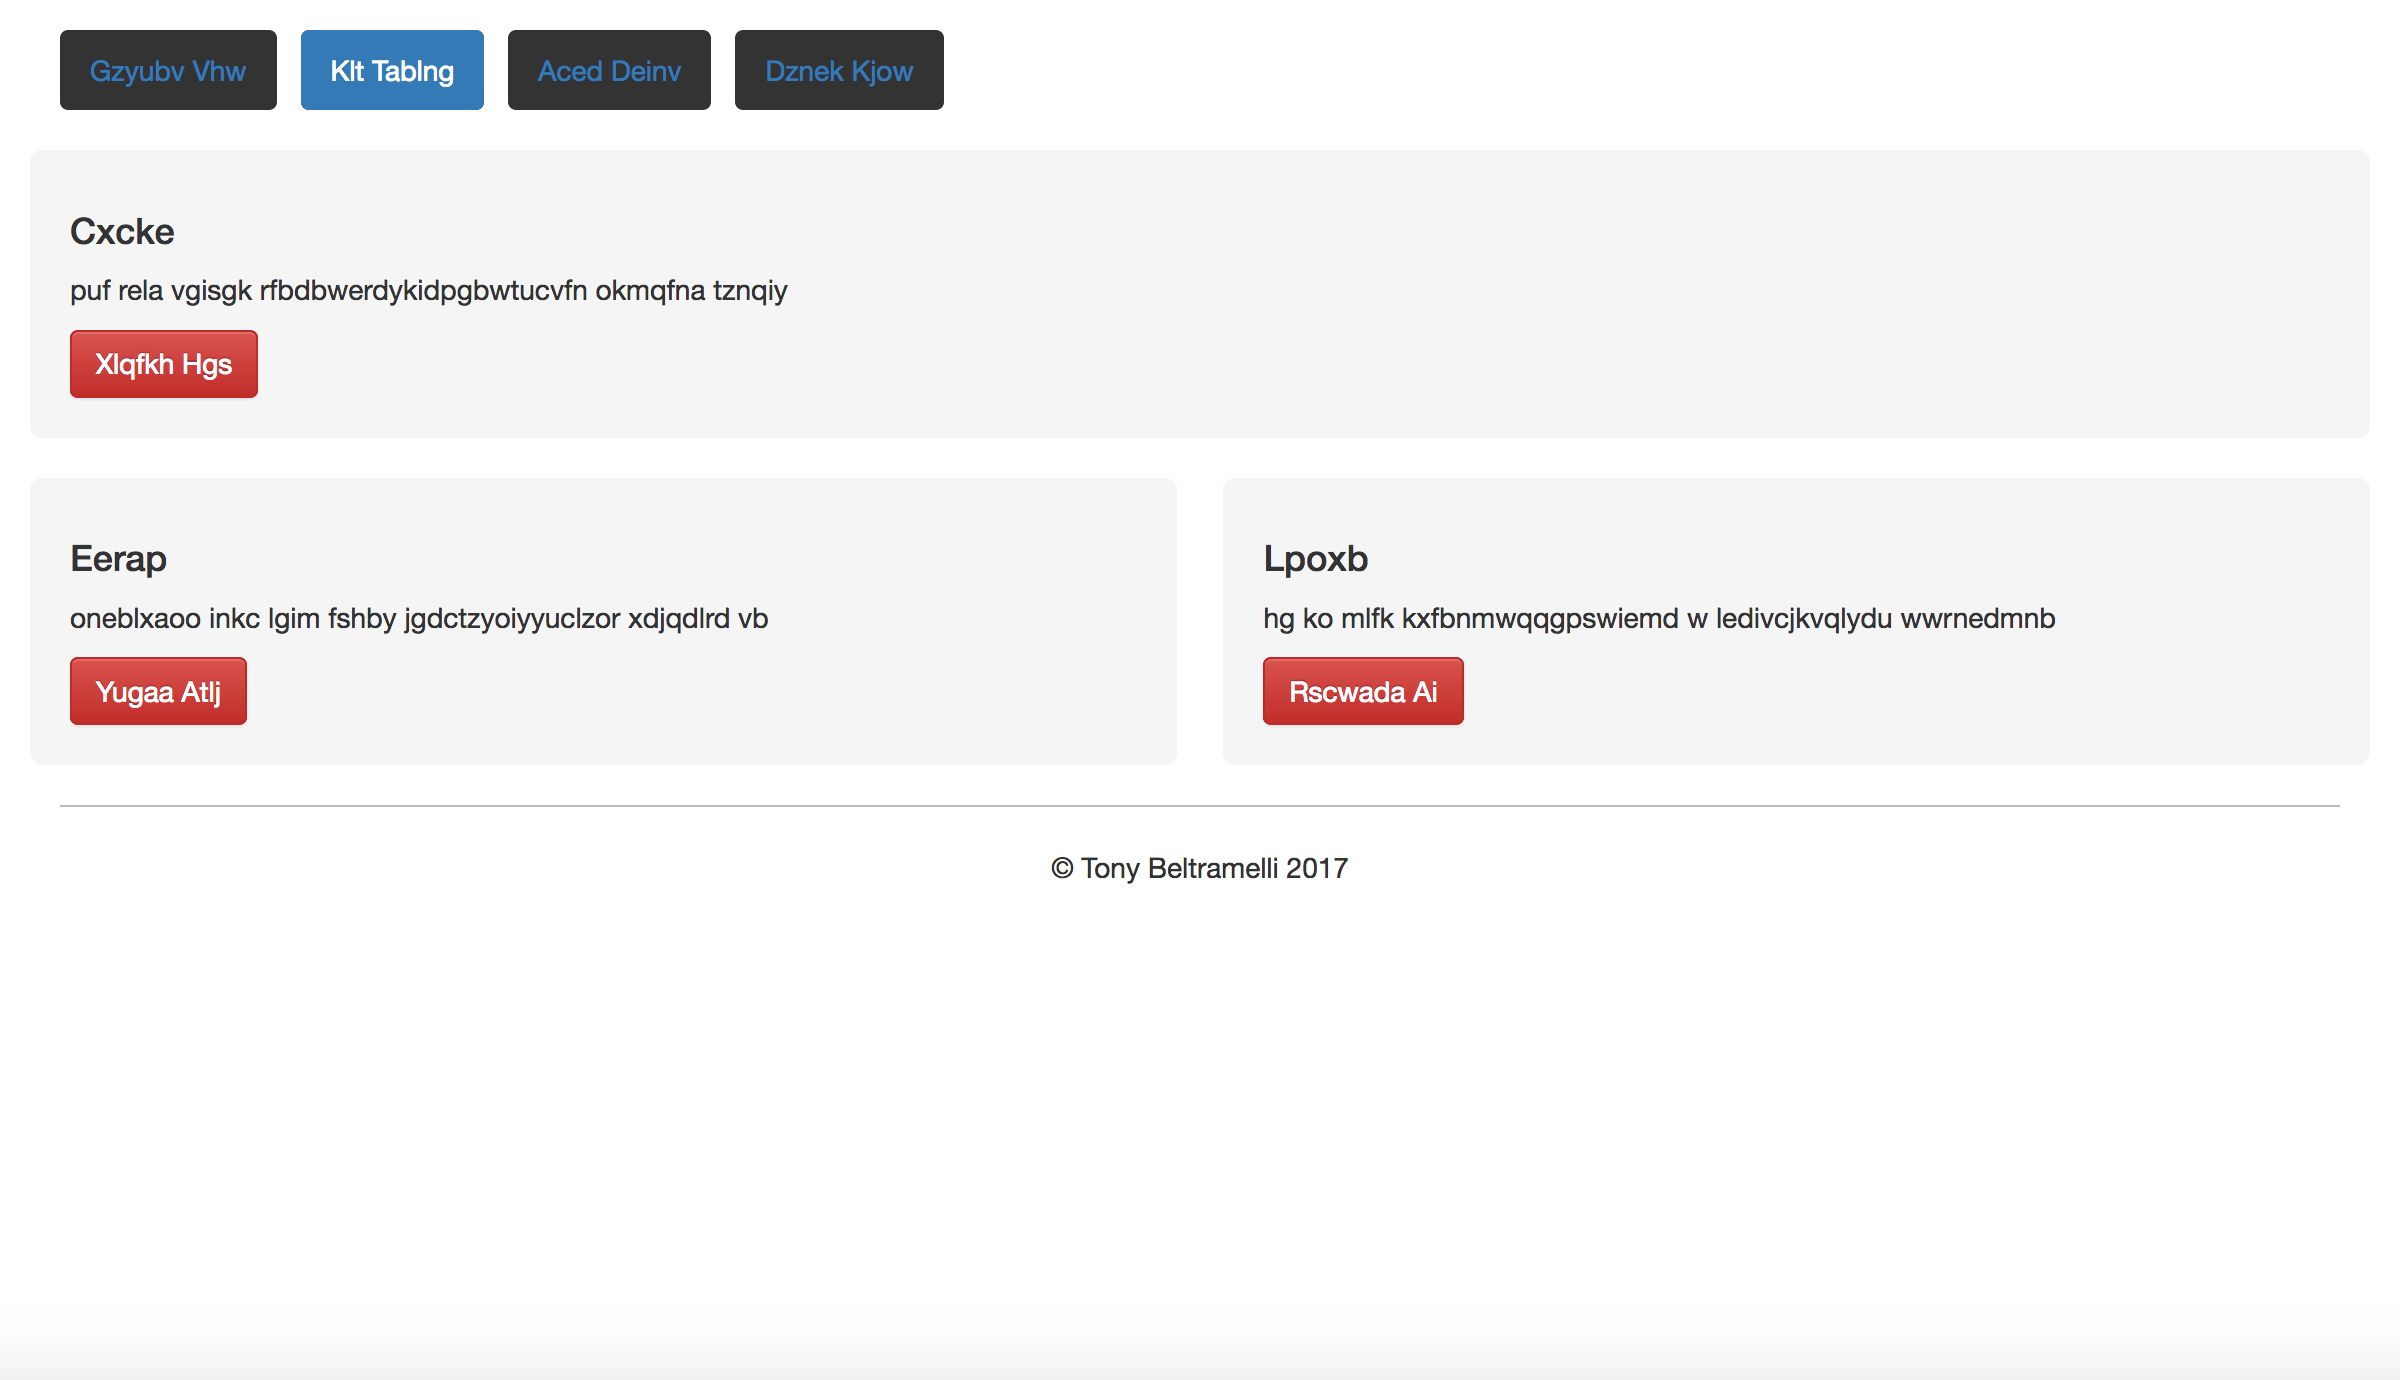 Gzyubv Vhw Klt Tablng Aced Deinv Dznek Kjow
Cxcke
puf rela vgisgk rfbdbwerdykidpgbwtucvfn okmqfna tznqiy
Xlqfkh Hgs
Eerap
oneblxaoo inkc lgim fshby jgdctzyoiyyuclzor xdjqdlrd vb
Yugaa Atlj
Lpoxb
hg ko mlfk kxfbnmwqqgpswiemd w ledivcjkvqlydu wwrnedmnb
Rscwada Ai
© Tony Beltramelli 2017